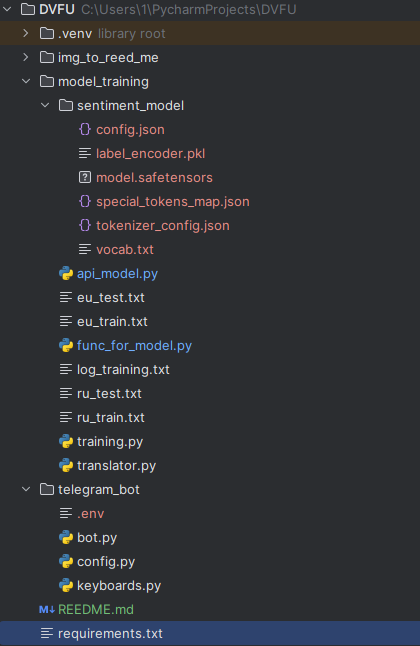 DVFU C:\Users\1\PycharmProjects\DVFU
.venv library root
img_to_reed_me
model_training
sentiment_model
config.json
label_encoder.pkl
model.safetensors
special_tokens_map.json
tokenizer_config.json
vocab.txt
api_model.py
eu_test.txt
eu_train.txt
func_for_model.py
log_training.txt
ru_test.txt
ru_train.txt
training.py
translator.py
telegram_bot
.env
bot.py
config.py
keyboards.py
M↓ REEDME.md
requirements.txt